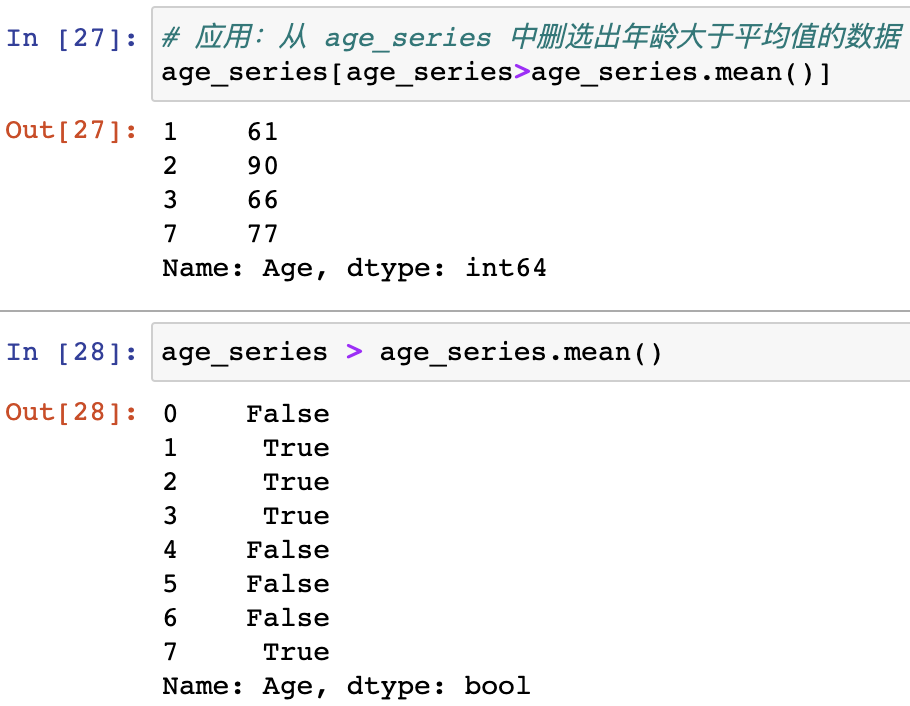 In [27]: # 应用：从 age_series 中删选出年龄大于平均值的数据
age_series[age_series>age_series.mean()]
Out[27]: 1    61
2    90
3    66
7    77
Name: Age, dtype: int64
In [28]: age_series > age_series.mean()
Out[28]: 0    False
1     True
2     True
3     True
4    False
5    False
6    False
7     True
Name: Age, dtype: bool